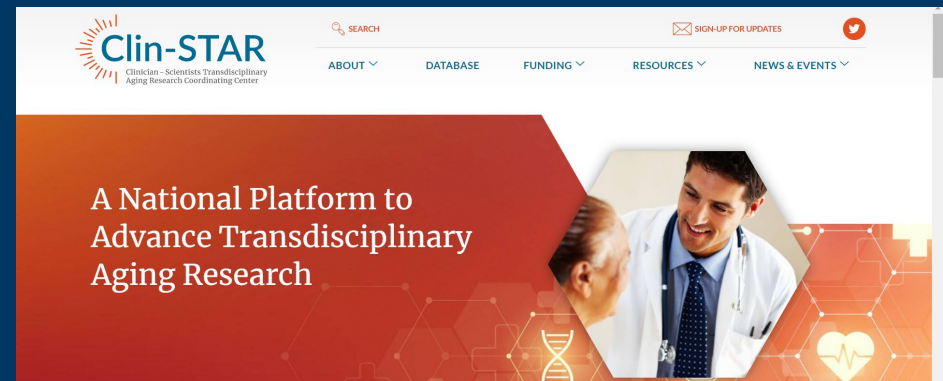 Clin-STAR
Clinician - Scientists Transdisciplinary
Aging Research Coordinating Center
SEARCH
SIGN-UP FOR UPDATES
ABOUT
DATABASE
FUNDING
RESOURCES
NEWS & EVENTS
A National Platform to
Advance Transdisciplinary
Aging Research